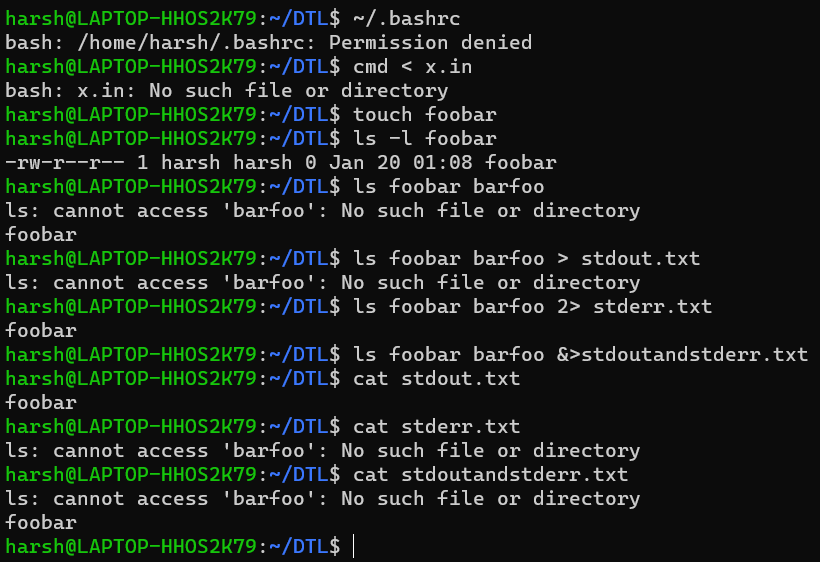 harsh@LAPTOP-HHOS2K79:~/DTL$ ~/.bashrc
bash: /home/harsh/.bashrc: Permission denied
harsh@LAPTOP-HHOS2K79:~/DTL$ cmd < x.in
bash: x.in: No such file or directory
harsh@LAPTOP-HHOS2K79:~/DTL$ touch foobar
harsh@LAPTOP-HHOS2K79:~/DTL$ ls -l foobar
-rw-r--r-- 1 harsh harsh 0 Jan 20 01:08 foobar
harsh@LAPTOP-HHOS2K79:~/DTL$ ls foobar barfoo
ls: cannot access 'barfoo': No such file or directory
foobar
harsh@LAPTOP-HHOS2K79:~/DTL$ ls foobar barfoo > stdout.txt
ls: cannot access 'barfoo': No such file or directory
harsh@LAPTOP-HHOS2K79:~/DTL$ ls foobar barfoo 2> stderr.txt
foobar
harsh@LAPTOP-HHOS2K79:~/DTL$ ls foobar barfoo &>stdoutandstderr.txt
harsh@LAPTOP-HHOS2K79:~/DTL$ cat stdout.txt
foobar
harsh@LAPTOP-HHOS2K79:~/DTL$ cat stderr.txt
ls: cannot access 'barfoo': No such file or directory
harsh@LAPTOP-HHOS2K79:~/DTL$ cat stdoutandstderr.txt
ls: cannot access 'barfoo': No such file or directory
foobar
harsh@LAPTOP-HHOS2K79:~/DTL$